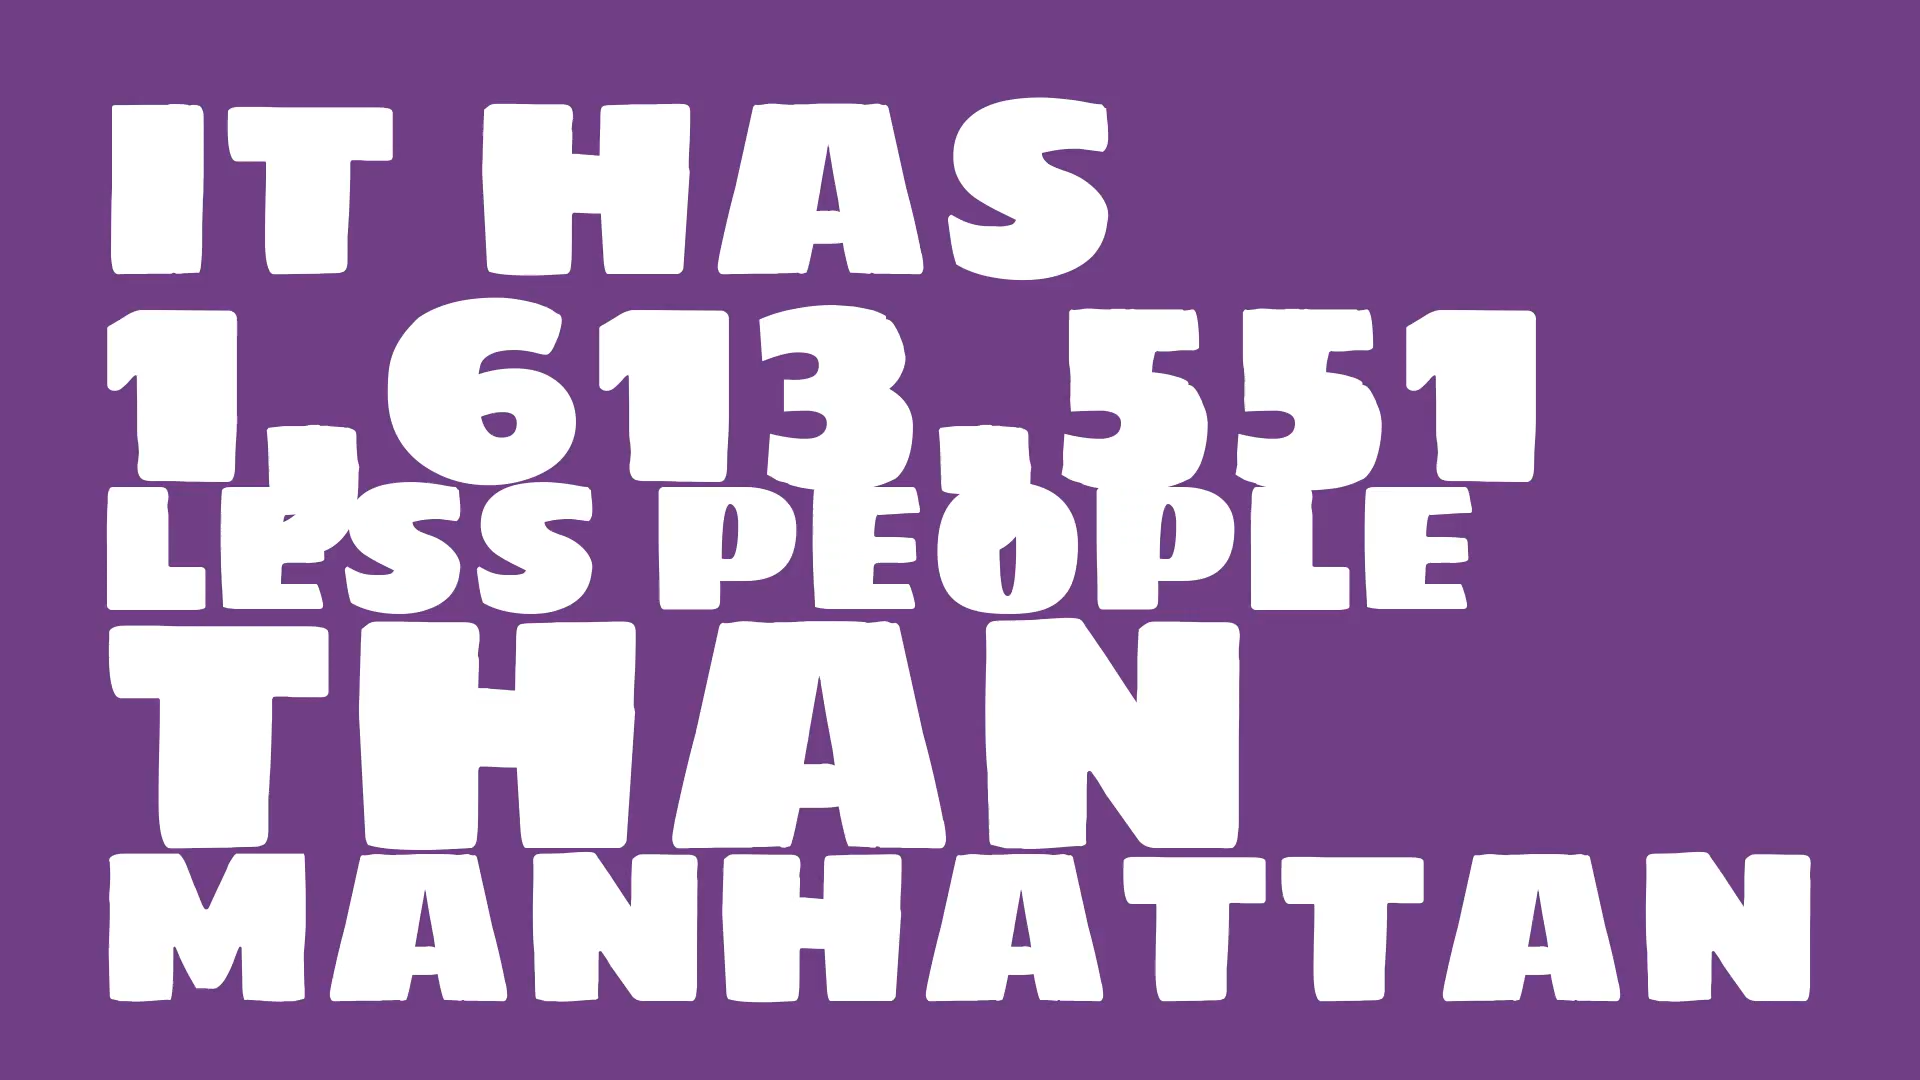 IT HAS
1,613,551
LESS PEOPLE
THAN
MANHATTAN